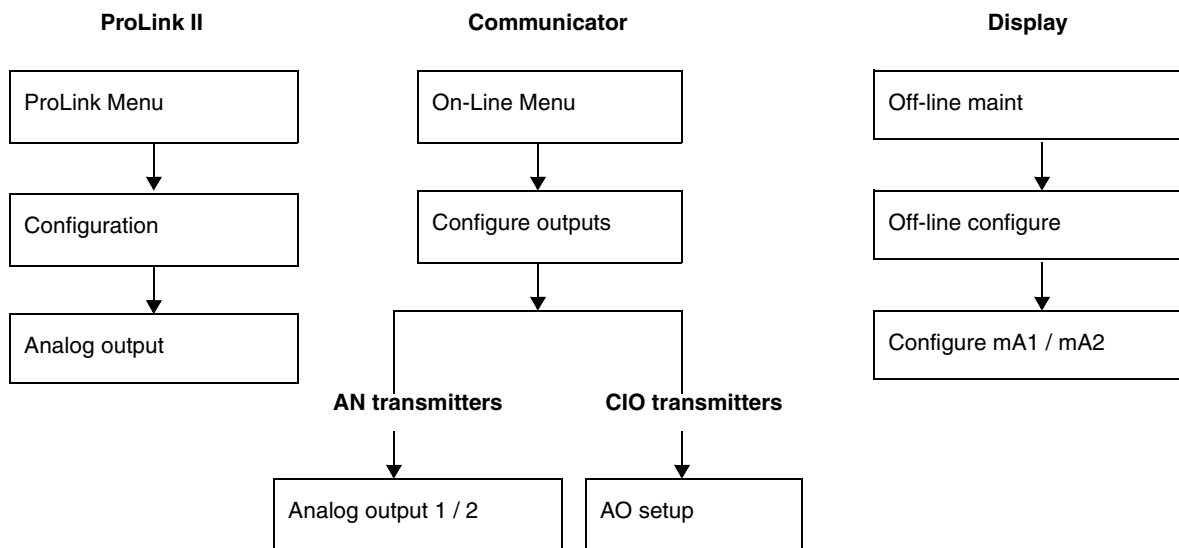 ProLink II
Communicator
Display
ProLink Menu
On-Line Menu
Off-line maint
Configuration
Configure outputs
Off-line configure
Analog output
Configure mA1 / mA2
AN transmitters
CIO transmitters
Analog output 1 / 2
AO setup